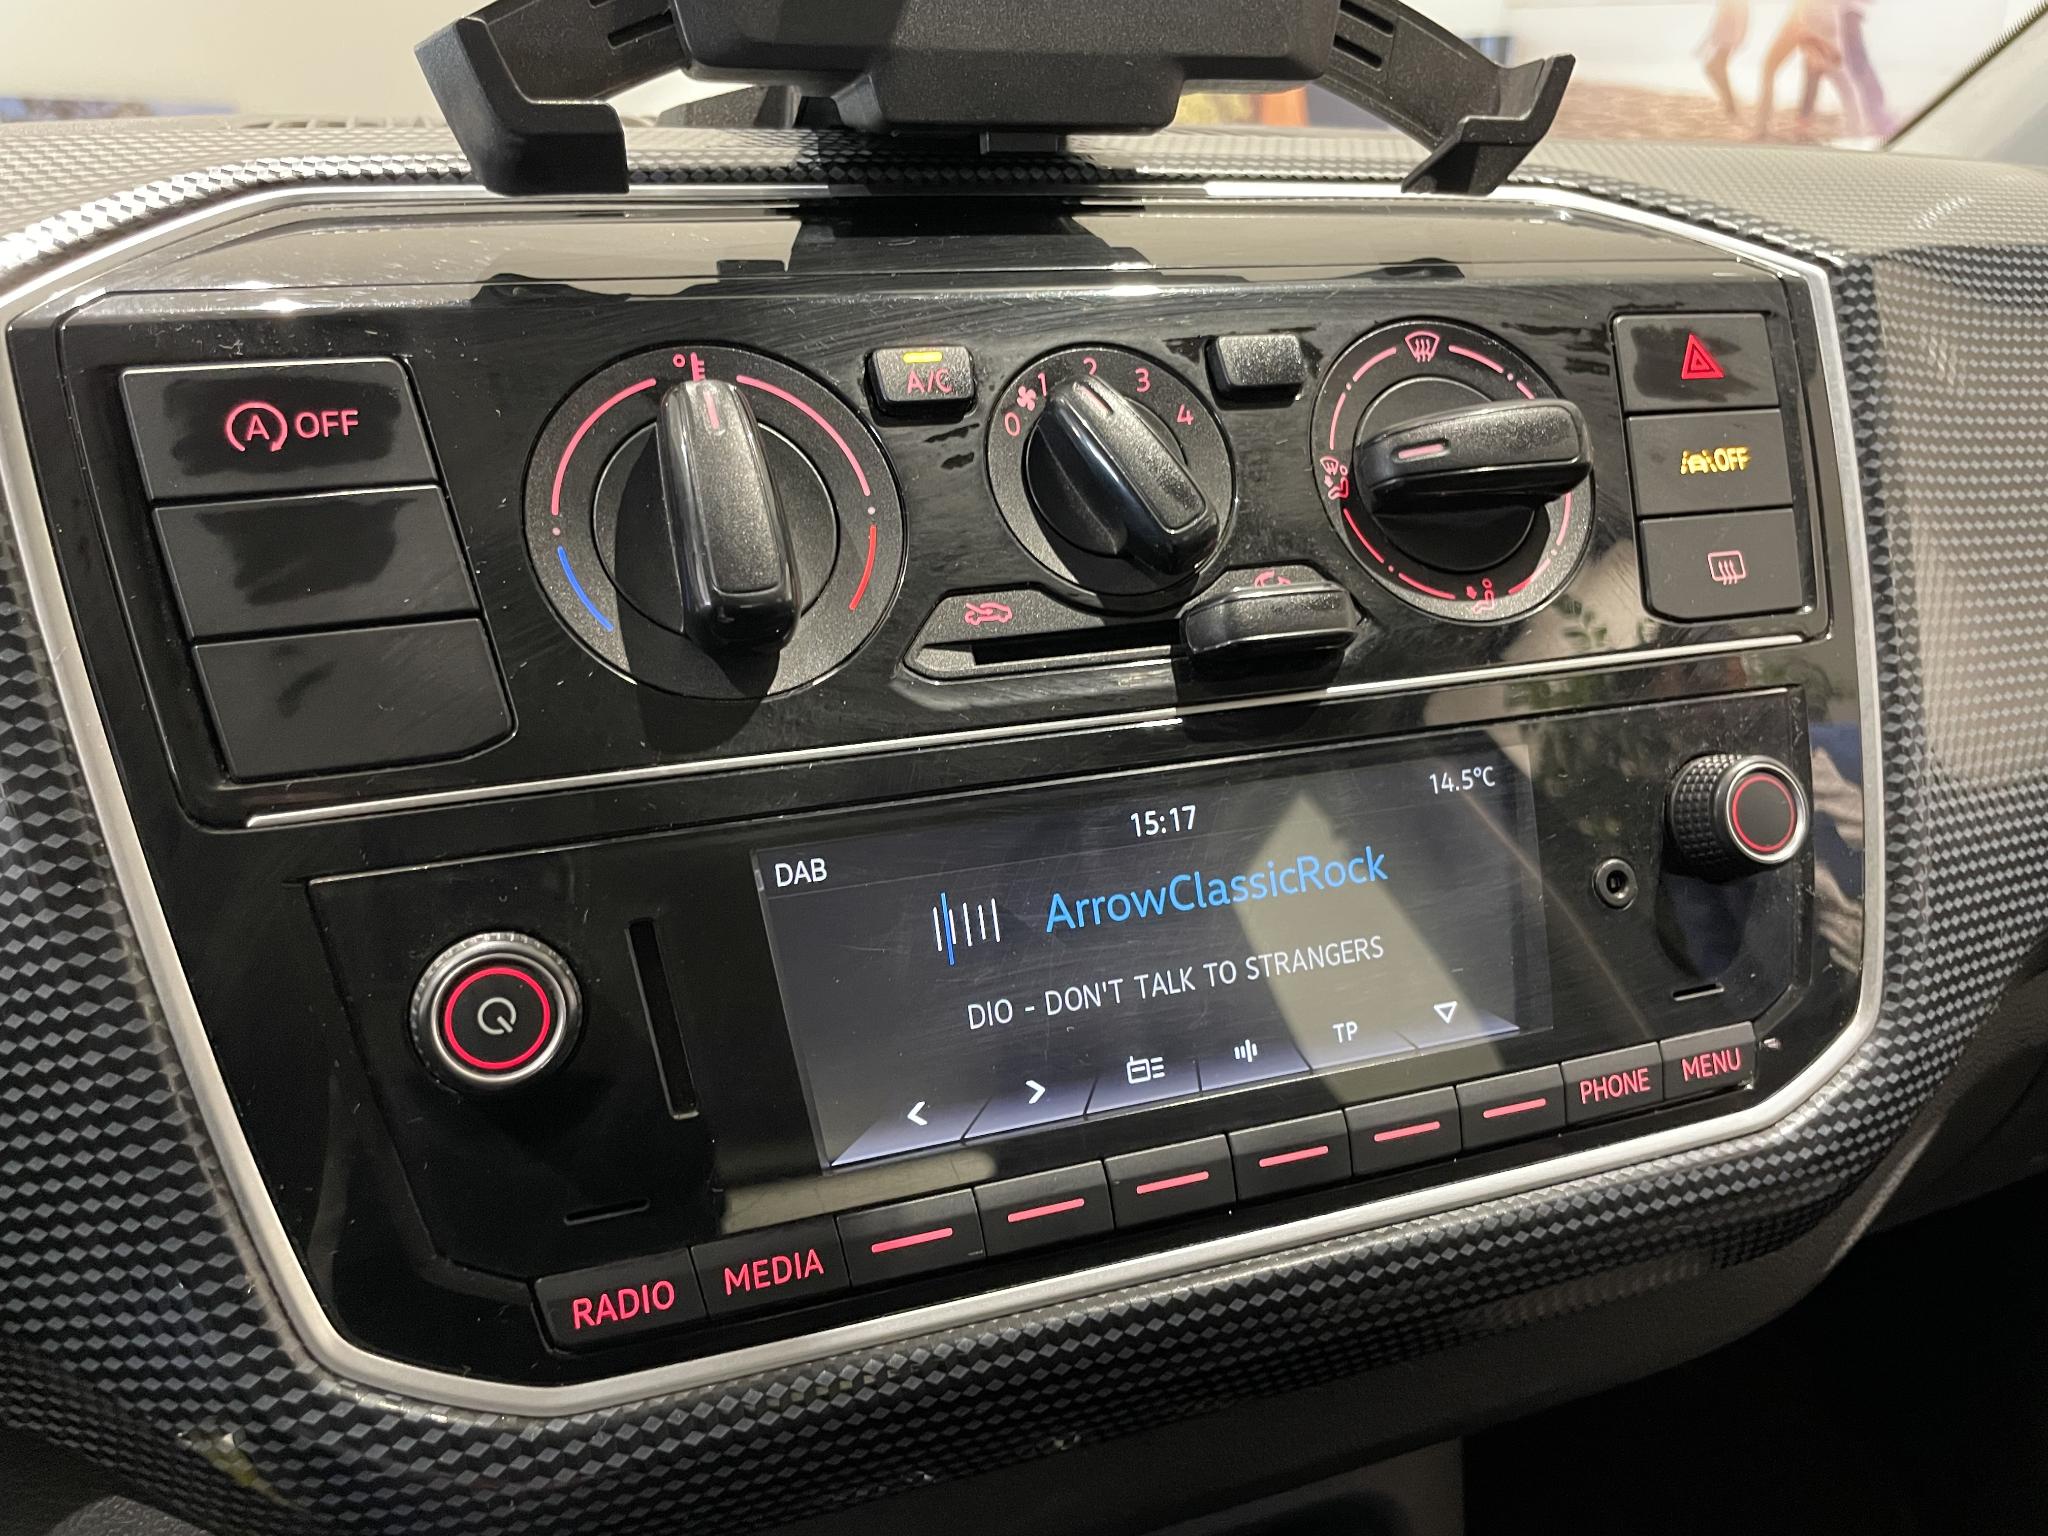 A OFF
A/C
0 1 2 3 4
OFF
14.5°C
15:17
DAB
ArrowClassicRock
DIO - DON'T TALK TO STRANGERS
TP
RADIO MEDIA PHONE MENU